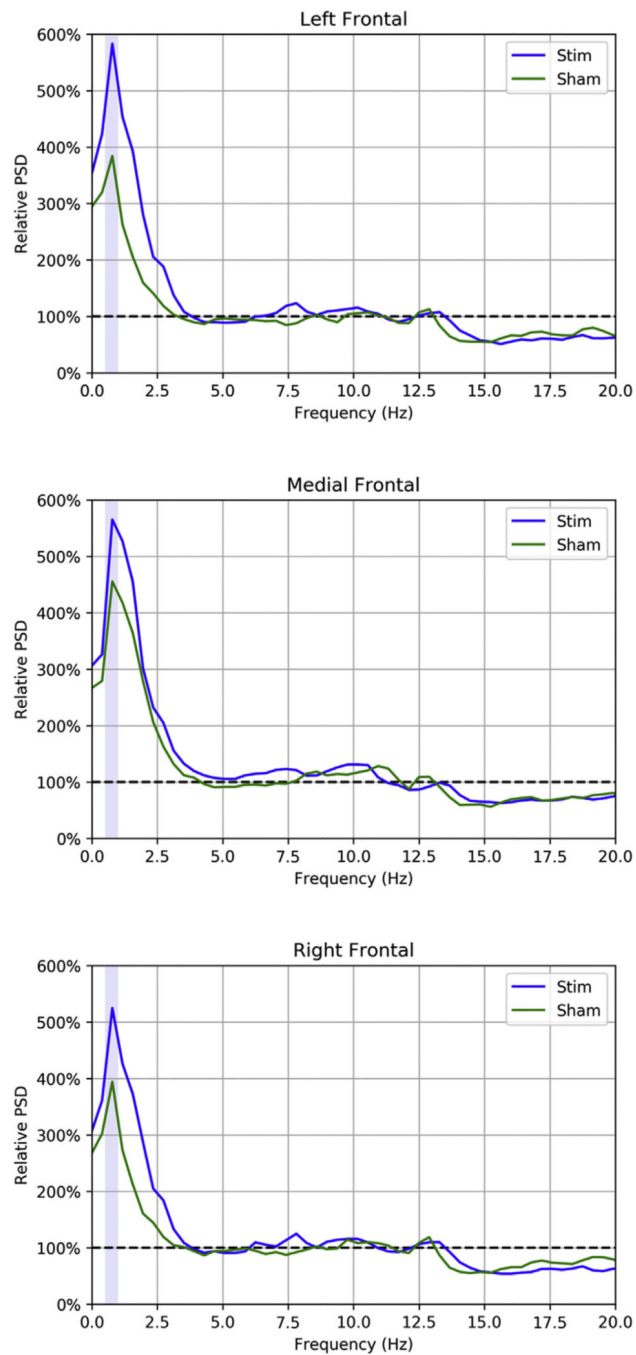 Left Frontal
600%
500%
400%
300%
200%
100%
0%
Relative PSD
Stim
Sham
0.0 2.5 5.0 7.5 10.0 12.5 15.0 17.5 20.0
Frequency (Hz)
Medial Frontal
600%
500%
400%
300%
200%
100%
0%
Relative PSD
Stim
Sham
0.0 2.5 5.0 7.5 10.0 12.5 15.0 17.5 20.0
Frequency (Hz)
Right Frontal
600%
500%
400%
300%
200%
100%
0%
Relative PSD
Stim
Sham
0.0 2.5 5.0 7.5 10.0 12.5 15.0 17.5 20.0
Frequency (Hz)